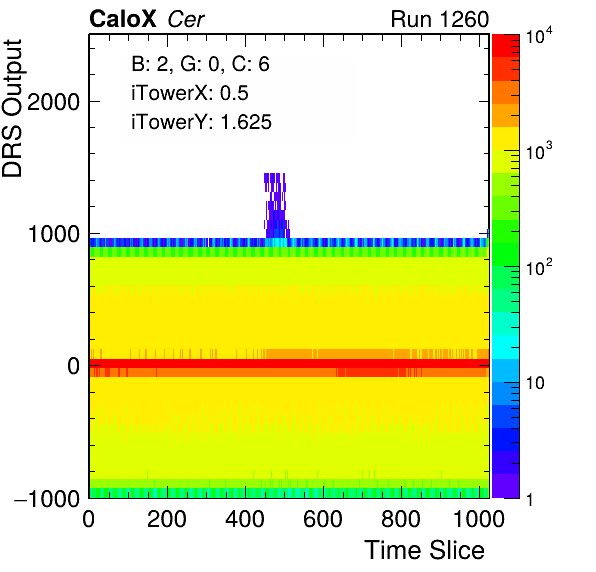 CaloX Cer Run 1260
B: 2, G: 0, C: 6
iTowerX: 0.5
iTowerY: 1.625
DRS Output
2000
1000
0
−1000
0 200 400 600 800 1000
Time Slice
10⁴
10³
10²
10
1